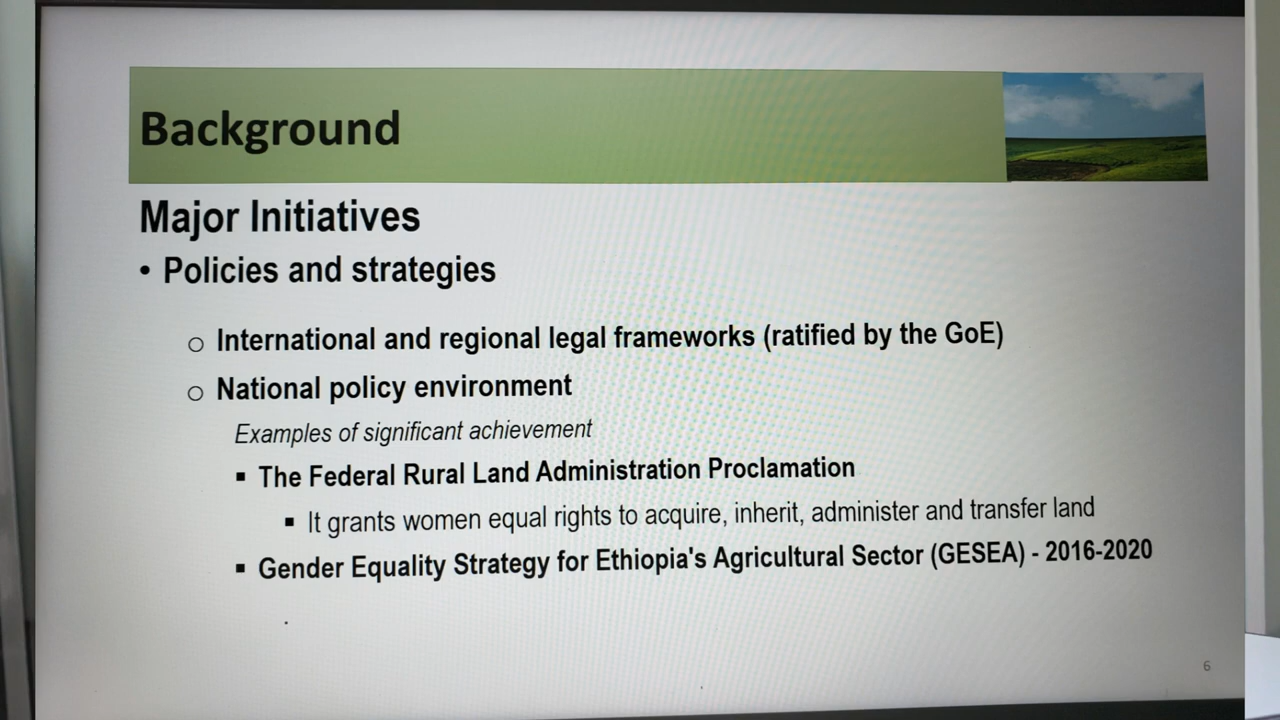 Background
Major Initiatives
• Policies and strategies
o International and regional legal frameworks (ratified by the GoE)
o National policy environment
Examples of significant achievement
▪ The Federal Rural Land Administration Proclamation
▪ It grants women equal rights to acquire, inherit, administer and transfer land
▪ Gender Equality Strategy for Ethiopia's Agricultural Sector (GESEA) - 2016-2020
6